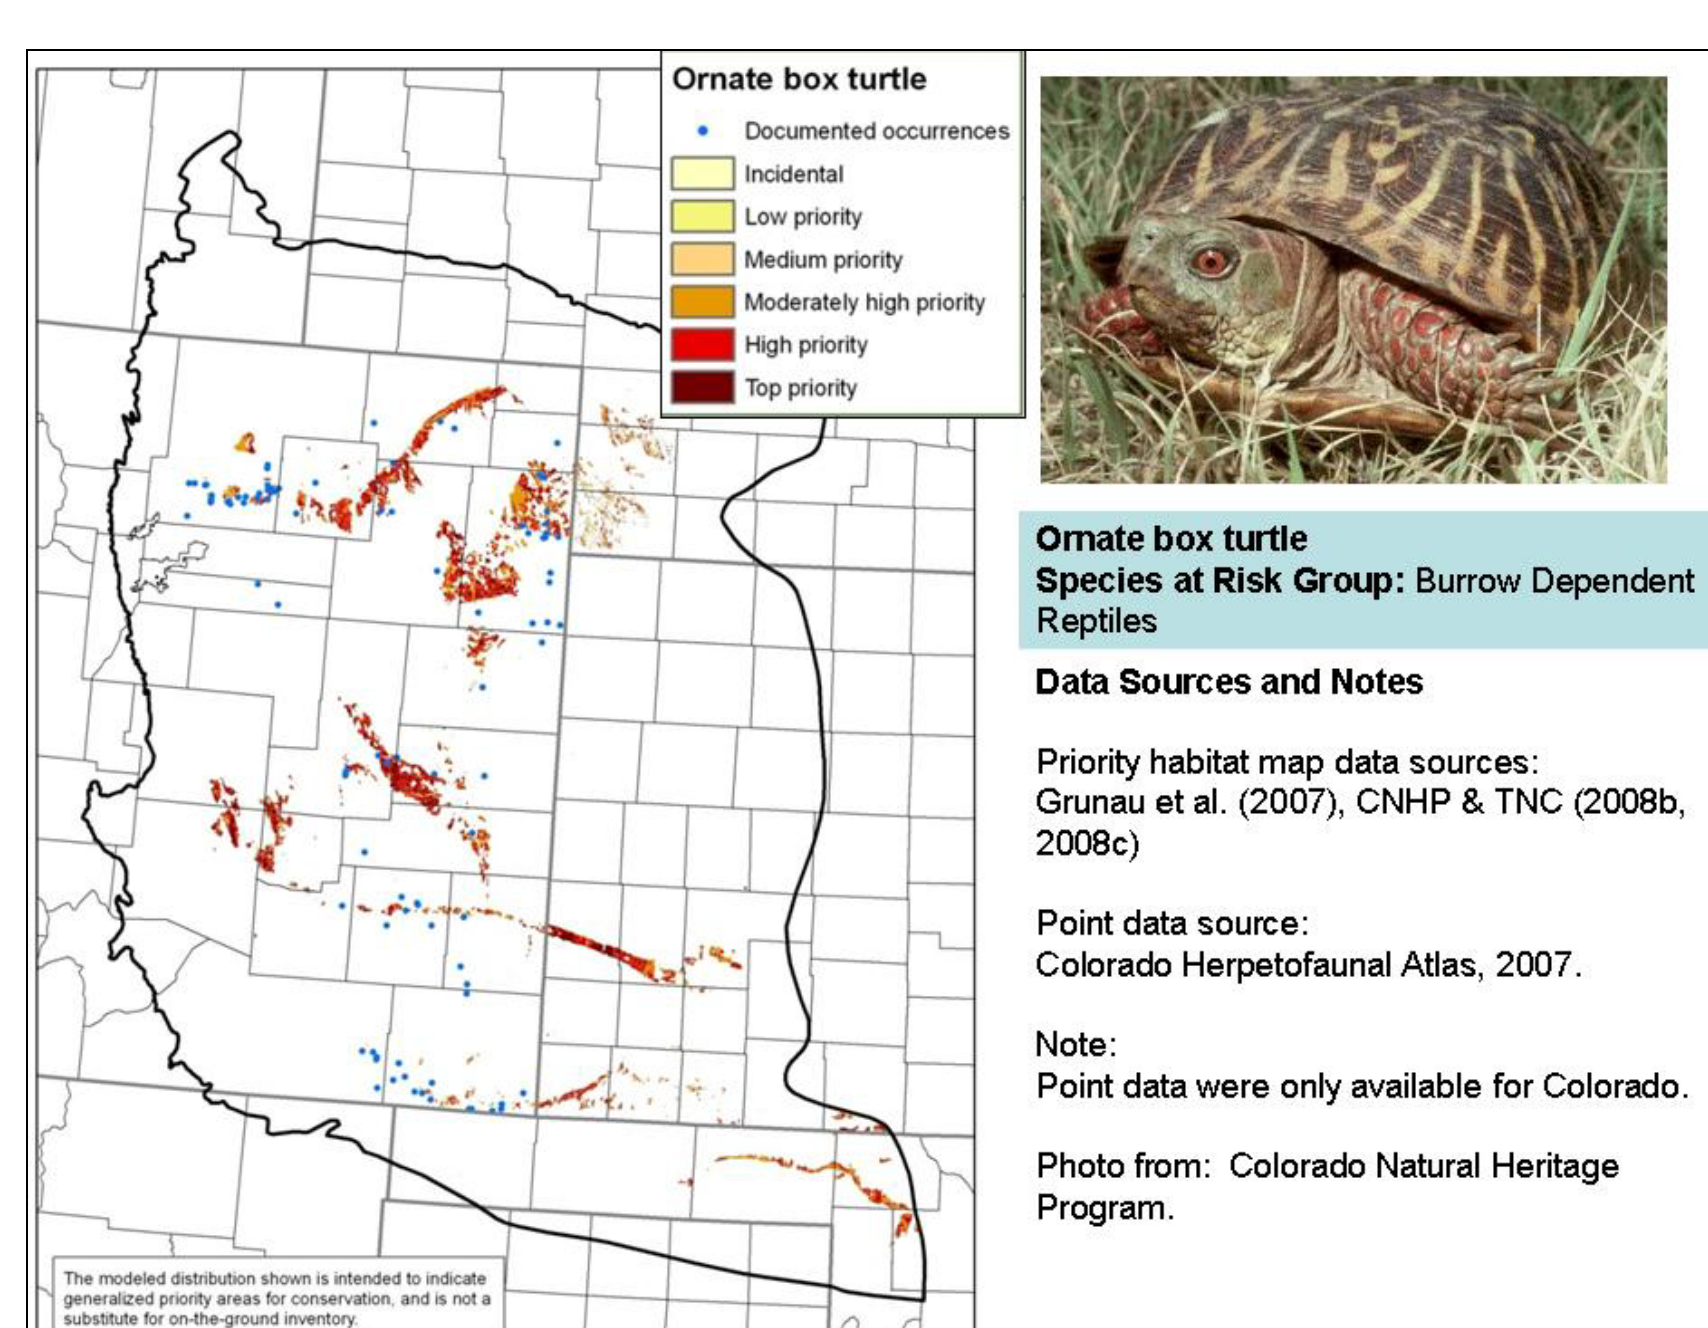 Ornate box turtle
Documented occurrences
Incidental
Low priority
Medium priority
Moderately high priority
High priority
Top priority
The modeled distribution shown is intended to indicate
generalized priority areas for conservation, and is not a
substitute for on-the-ground inventory.
Ornate box turtle
Species at Risk Group: Burrow Dependent
Reptiles
Data Sources and Notes
Priority habitat map data sources:
Grunau et al. (2007), CNHP & TNC (2008b,
2008c)
Point data source:
Colorado Herpetofaunal Atlas, 2007.
Note:
Point data were only available for Colorado.
Photo from: Colorado Natural Heritage
Program.